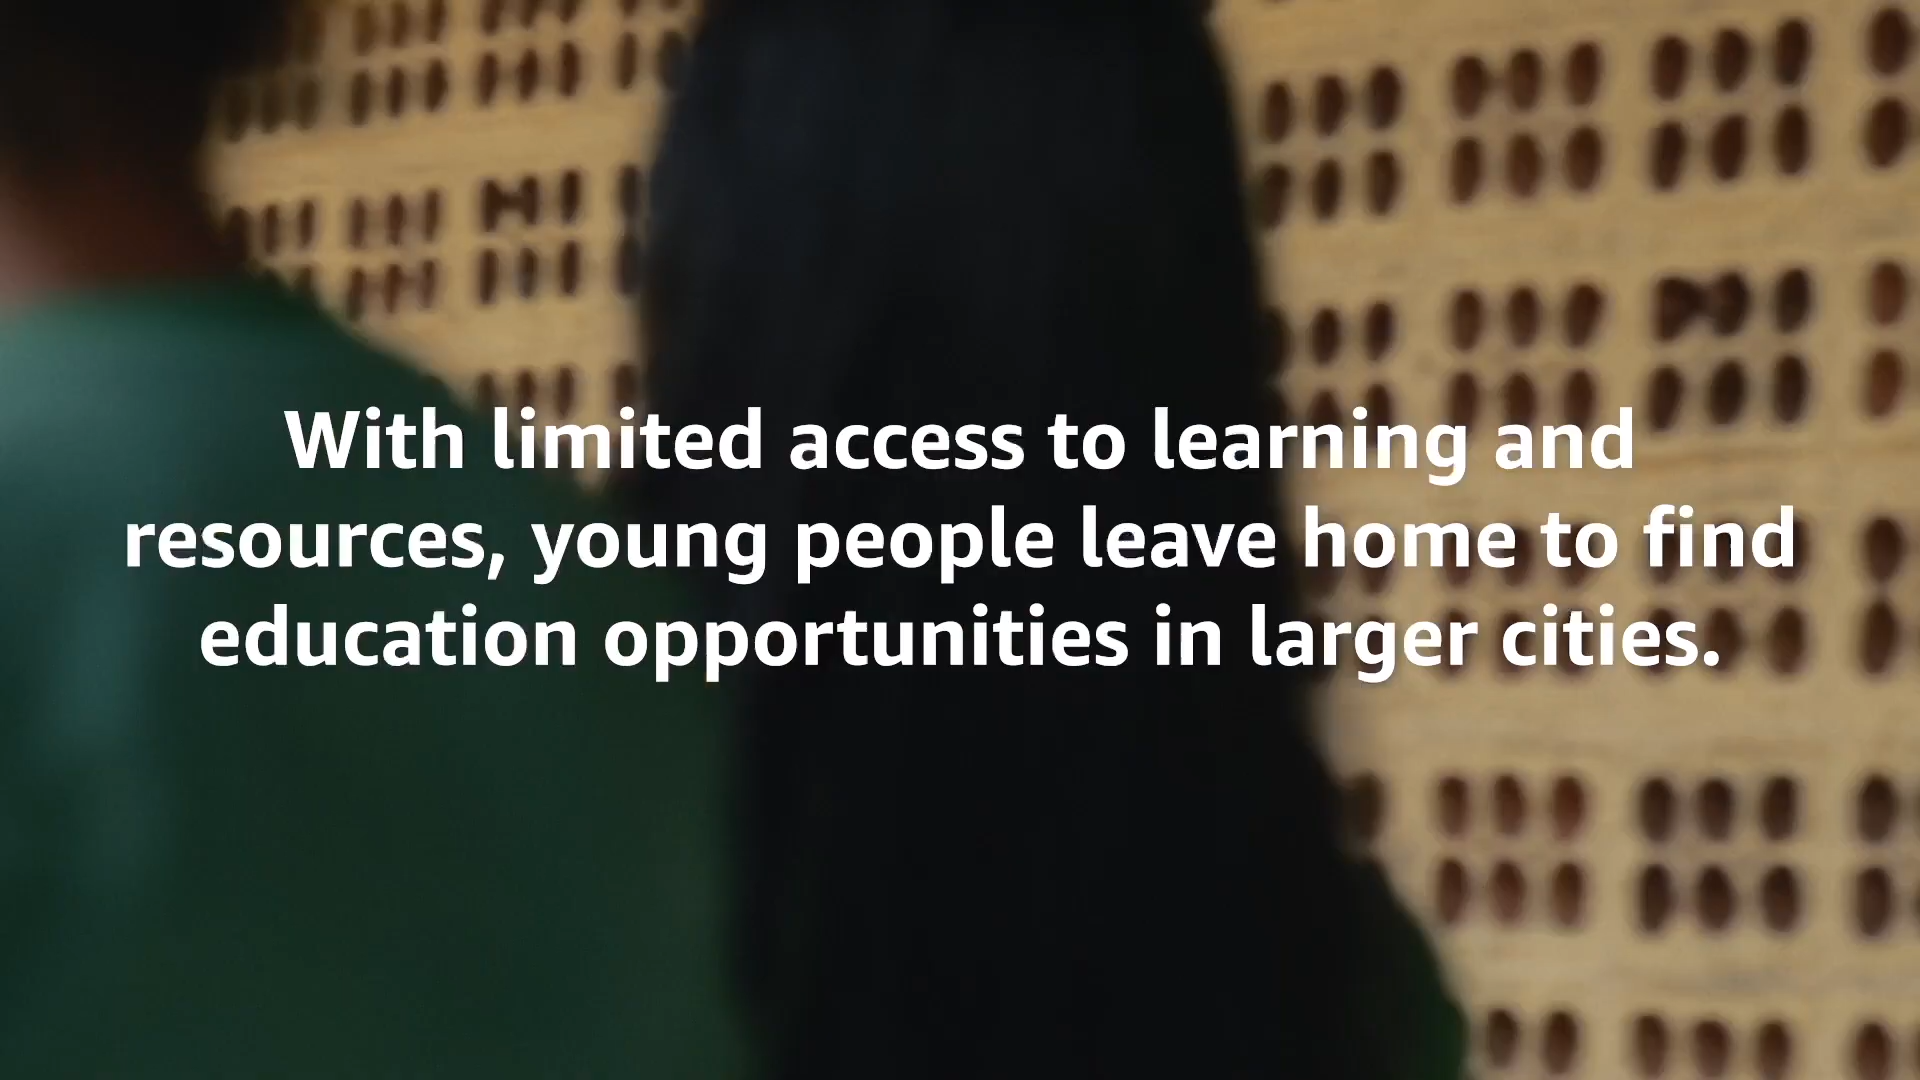 With limited access to learning and
resources, young people leave home to find
education opportunities in larger cities.